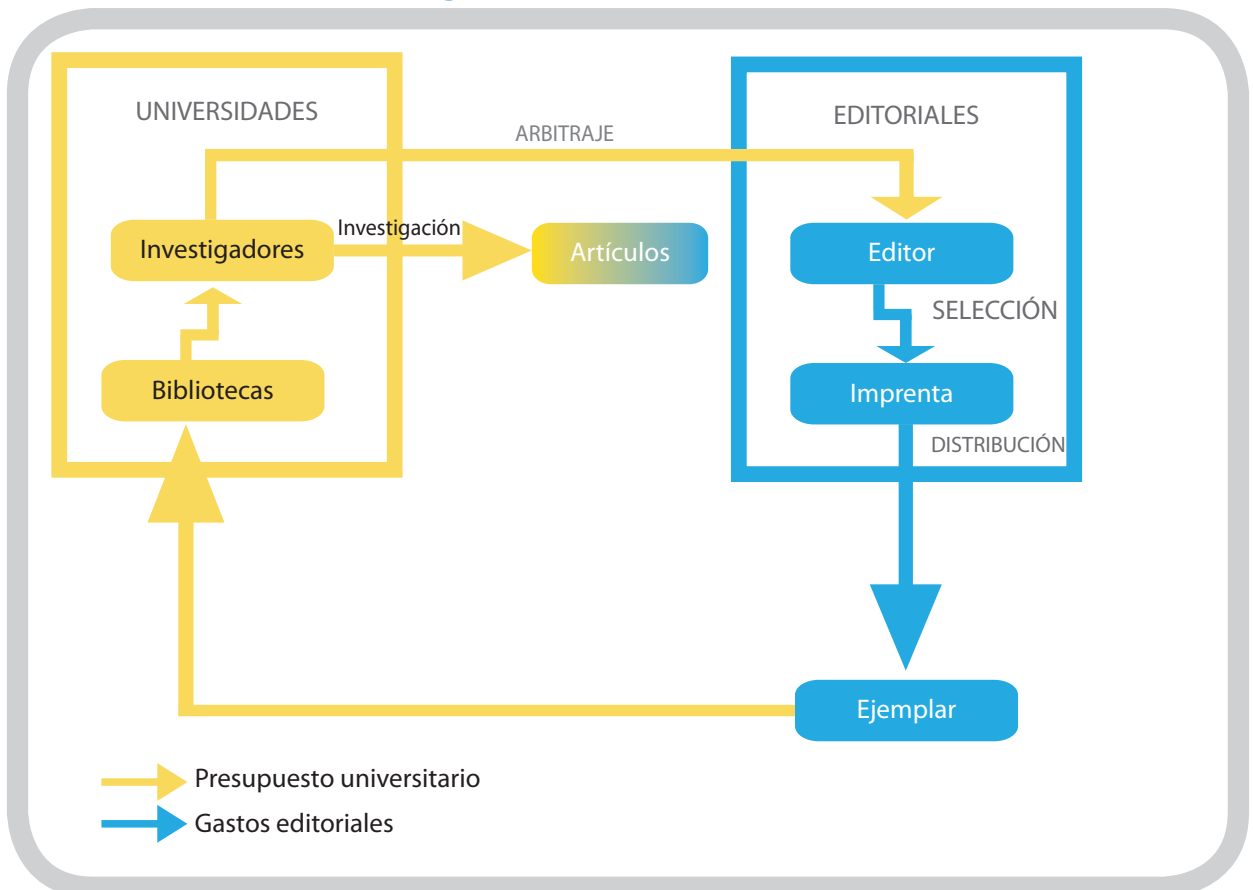 UNIVERSIDADES
EDITORIALES
ARBITRAJE
Investigación
Investigadores
Artículos
Editor
SELECCIÓN
Bibliotecas
Imprenta
DISTRIBUCIÓN
Ejemplar
Presupuesto universitario
Gastos editoriales